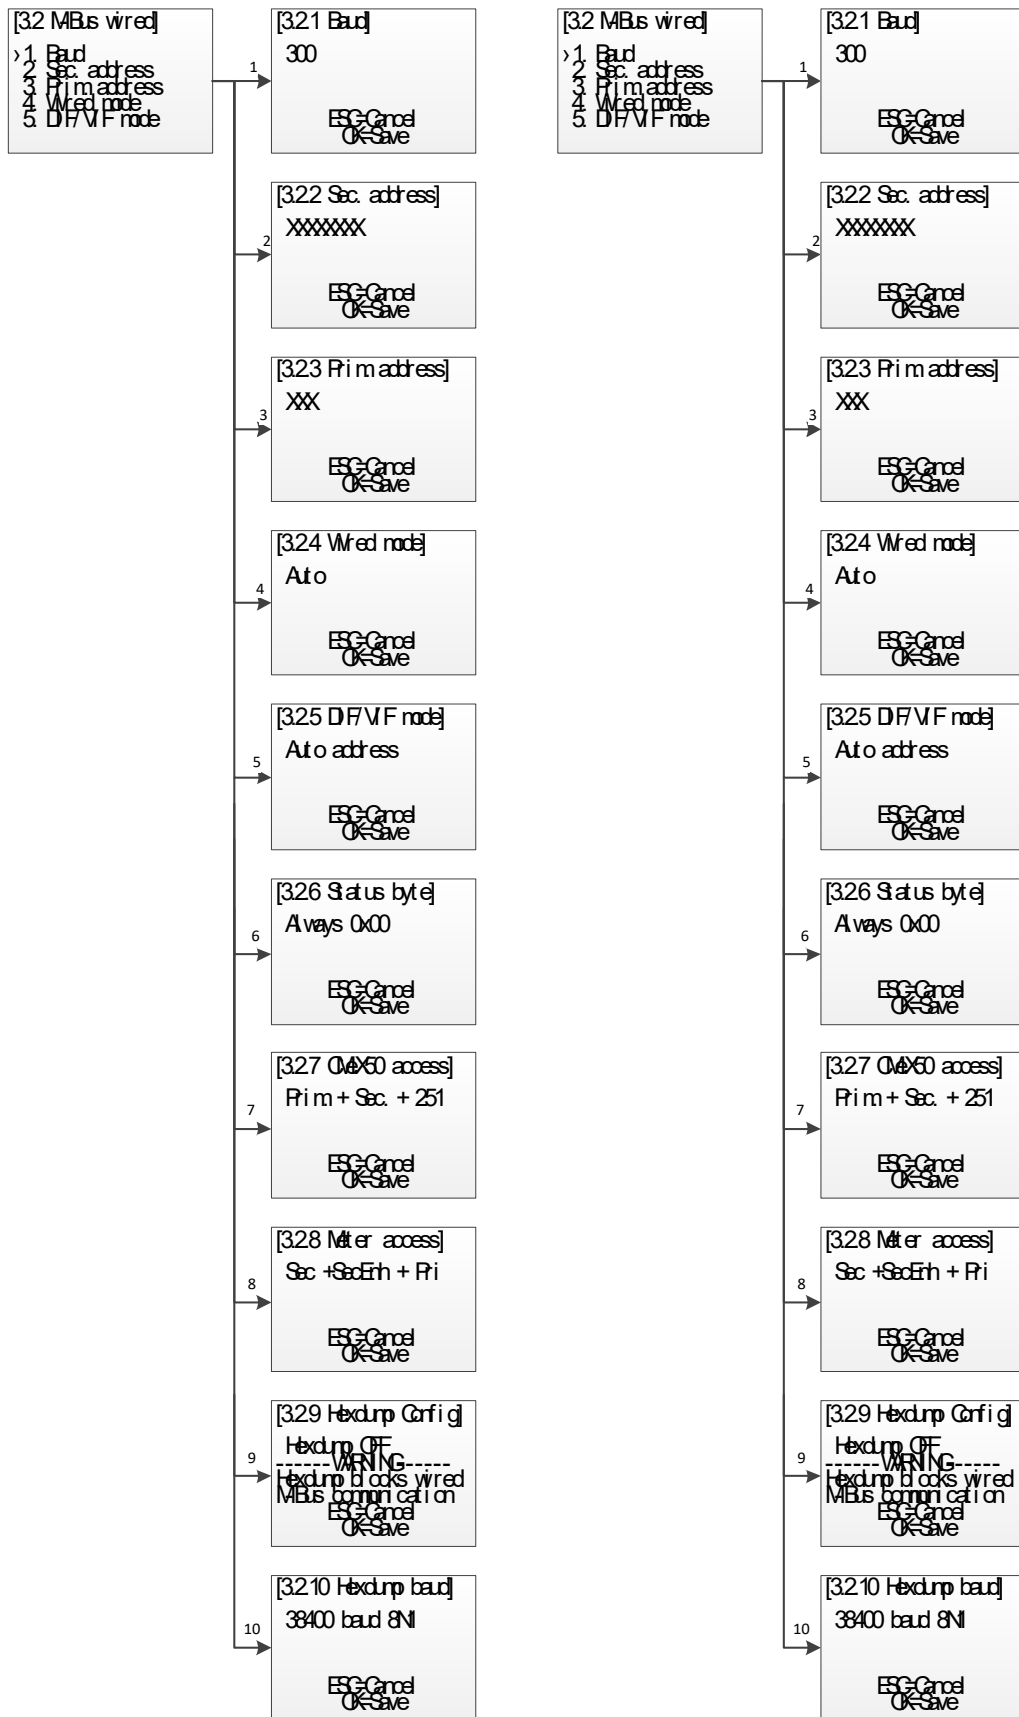 [3.2 M-Bus wired]
›1. Baud
2. Sec. address
3. Prim. address
4. Wired mode
5. DIF/VIF mode
1
[3.2.1 Baud]
300
ESC=Cancel
OK=Save
2
[3.2.2 Sec. address]
XXXXXXXX
ESC=Cancel
OK=Save
3
[3.2.3 Prim. address]
XXX
ESC=Cancel
OK=Save
4
[3.2.4 Wired mode]
Auto
ESC=Cancel
OK=Save
5
[3.2.5 DIF/VIF mode]
Auto address
ESC=Cancel
OK=Save
6
[3.2.6 Status byte]
Always 0x00
ESC=Cancel
OK=Save
7
[3.2.7 CMeX50 access]
Prim. + Sec. + 251
ESC=Cancel
OK=Save
8
[3.2.8 Meter access]
Sec +SecEnh + Pri
ESC=Cancel
OK=Save
9
[3.2.9 Hexdump Config]
Hexdump OFF
------WARNING------
Hexdump blocks wired
M-Bus communication
ESC=Cancel
OK=Save
10
[3.2.10 Hexdump baud]
38400 baud 8N1
ESC=Cancel
OK=Save
[3.2 M-Bus wired]
›1. Baud
2. Sec. address
3. Prim. address
4. Wired mode
5. DIF/VIF mode
1
[3.2.1 Baud]
300
ESC=Cancel
OK=Save
2
[3.2.2 Sec. address]
XXXXXXXX
ESC=Cancel
OK=Save
3
[3.2.3 Prim. address]
XXX
ESC=Cancel
OK=Save
4
[3.2.4 Wired mode]
Auto
ESC=Cancel
OK=Save
5
[3.2.5 DIF/VIF mode]
Auto address
ESC=Cancel
OK=Save
6
[3.2.6 Status byte]
Always 0x00
ESC=Cancel
OK=Save
7
[3.2.7 CMeX50 access]
Prim. + Sec. + 251
ESC=Cancel
OK=Save
8
[3.2.8 Meter access]
Sec +SecEnh + Pri
ESC=Cancel
OK=Save
9
[3.2.9 Hexdump Config]
Hexdump OFF
------WARNING------
Hexdump blocks wired
M-Bus communication
ESC=Cancel
OK=Save
10
[3.2.10 Hexdump baud]
38400 baud 8N1
ESC=Cancel
OK=Save